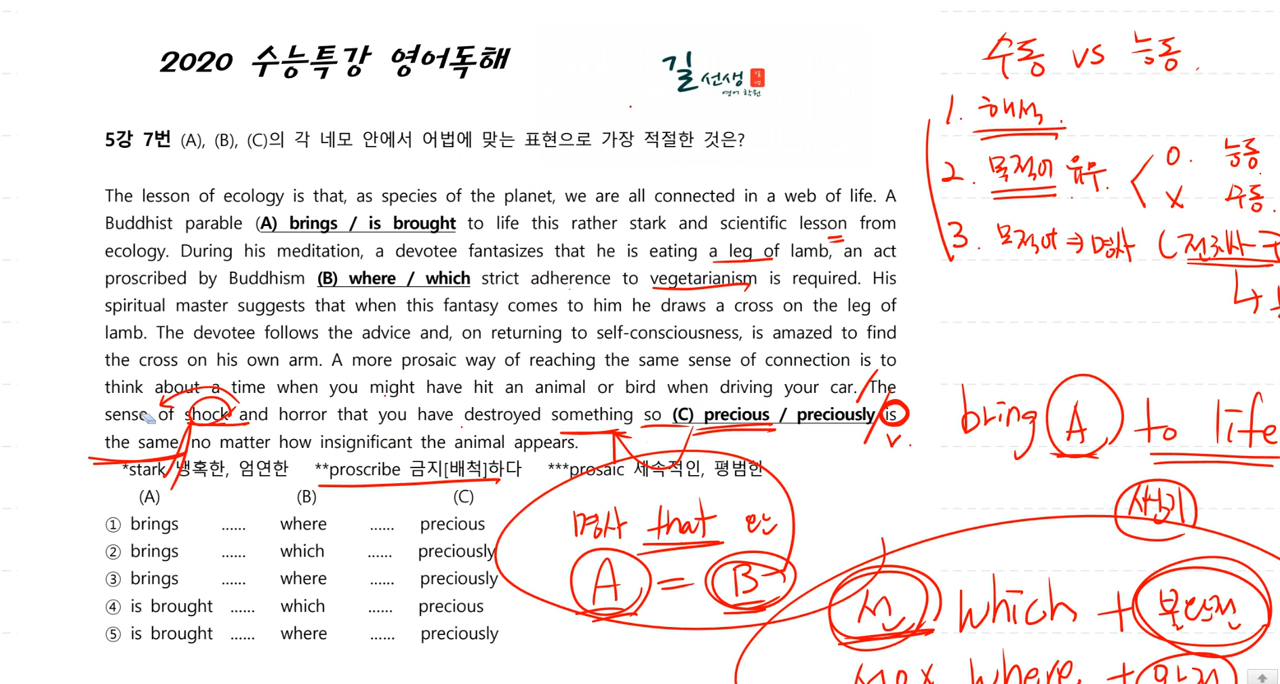 2020 수능특강 영어독해
길선생
영어 학원
5강 7번 (A), (B), (C)의 각 네모 안에서 어법에 맞는 표현으로 가장 적절한 것은?
The lesson of ecology is that, as species of the planet, we are all connected in a web of life. A
Buddhist parable (A) brings / is brought to life this rather stark and scientific lesson from
ecology. During his meditation, a devotee fantasizes that he is eating a leg of lamb, an act
proscribed by Buddhism (B) where / which strict adherence to vegetarianism is required. His
spiritual master suggests that when this fantasy comes to him he draws a cross on the leg of
lamb. The devotee follows the advice and, on returning to self-consciousness, is amazed to find
the cross on his own arm. A more prosaic way of reaching the same sense of connection is to
think about a time when you might have hit an animal or bird when driving your car. The
sense of shock and horror that you have destroyed something so (C) precious / preciously is
the same, no matter how insignificant the animal appears.
*stark 냉혹한, 엄연한 **proscribe 금지[배척]하다 ***prosaic 세속적인, 평범한
(A) (B) (C)
① brings ...... where ...... precious
② brings ...... which ...... preciously
③ brings ...... where ...... preciously
④ is brought ...... which ...... precious
⑤ is brought ...... where ...... preciously
수동 vs 능동.
1. 해석.
2. 목적어 유무. < O. 능동
X 수동.
3. 목적어 ⇒ 명사 (전치사구
bring A to life
명사 that 완
A = B
선 which + 불완전
where +